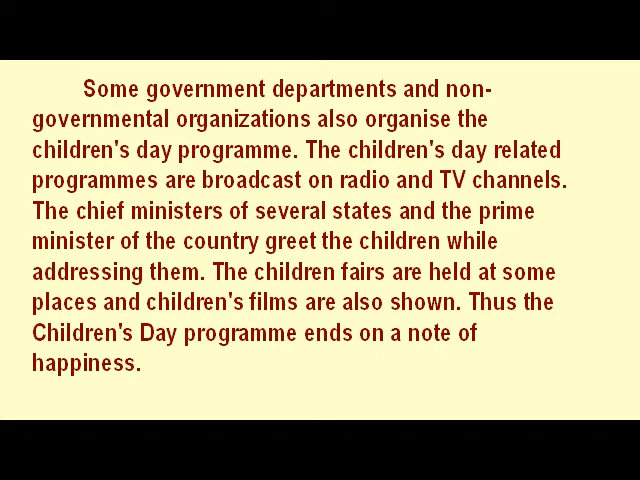 Some government departments and non-
governmental organizations also organise the
children's day programme. The children's day related
programmes are broadcast on radio and TV channels.
The chief ministers of several states and the prime
minister of the country greet the children while
addressing them. The children fairs are held at some
places and children's films are also shown. Thus the
Children's Day programme ends on a note of
happiness.